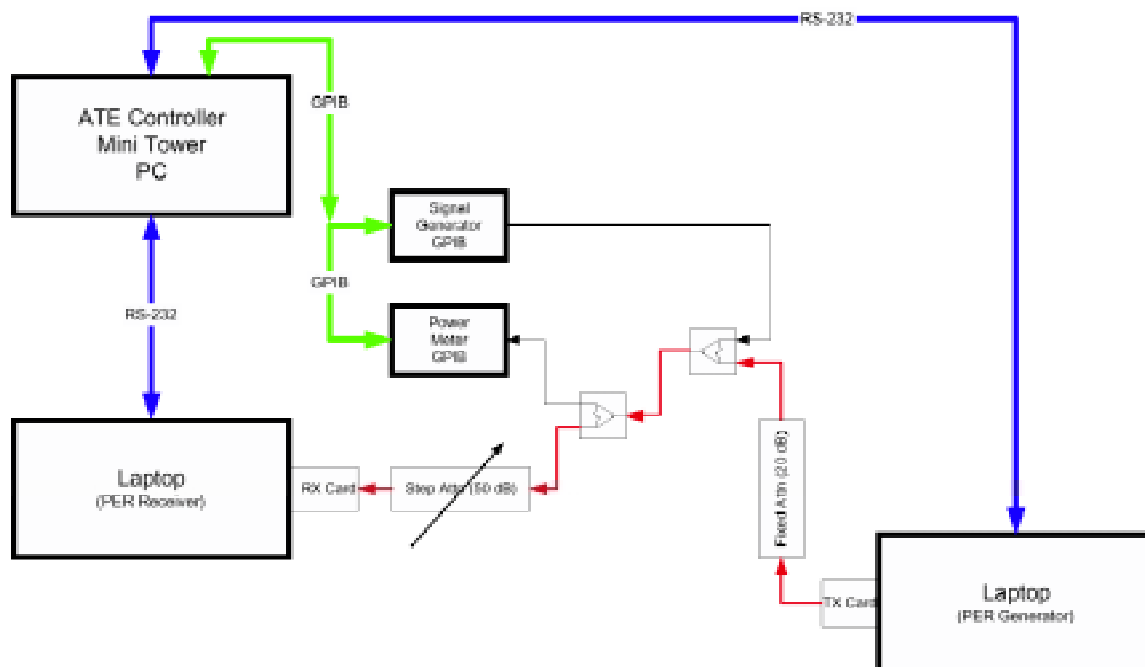 RS-232
GPIB
ATE Controller
Mini Tower
PC
Signal
Generator
GPIB
GPIB
RS-232
Power
Meter
GPIB
Laptop
(PER Receiver)
RX Card
Step Attn (50 dB)
Fixed Attn (20 dB)
TX Card
Laptop
(PER Generator)